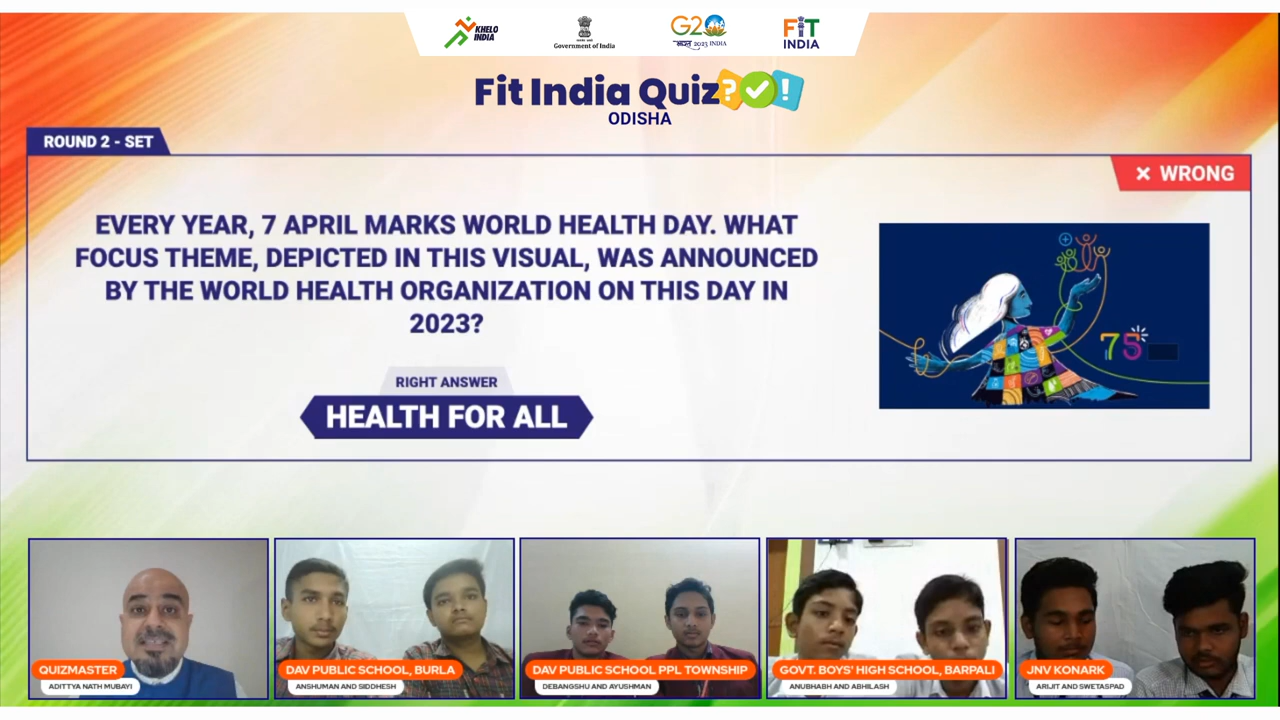 KHELO
INDIA
Government of India
G20
भारत 2023 INDIA
FIT
INDIA
Fit India Quiz?!
ODISHA
ROUND 2 - SET
× WRONG
EVERY YEAR, 7 APRIL MARKS WORLD HEALTH DAY. WHAT
FOCUS THEME, DEPICTED IN THIS VISUAL, WAS ANNOUNCED
BY THE WORLD HEALTH ORGANIZATION ON THIS DAY IN
2023?
RIGHT ANSWER
HEALTH FOR ALL
75
QUIZMASTER
ADITTYA NATH MUBAYI
DAV PUBLIC SCHOOL, BURLA
ANSHUMAN AND SIDDHESH
DAV PUBLIC SCHOOL PPL TOWNSHIP
DEBANGSHU AND AYUSHMAN
GOVT. BOYS' HIGH SCHOOL, BARPALI
ANUBHABH AND ABHILASH
JNV KONARK
ARIJIT AND SWETASPAD